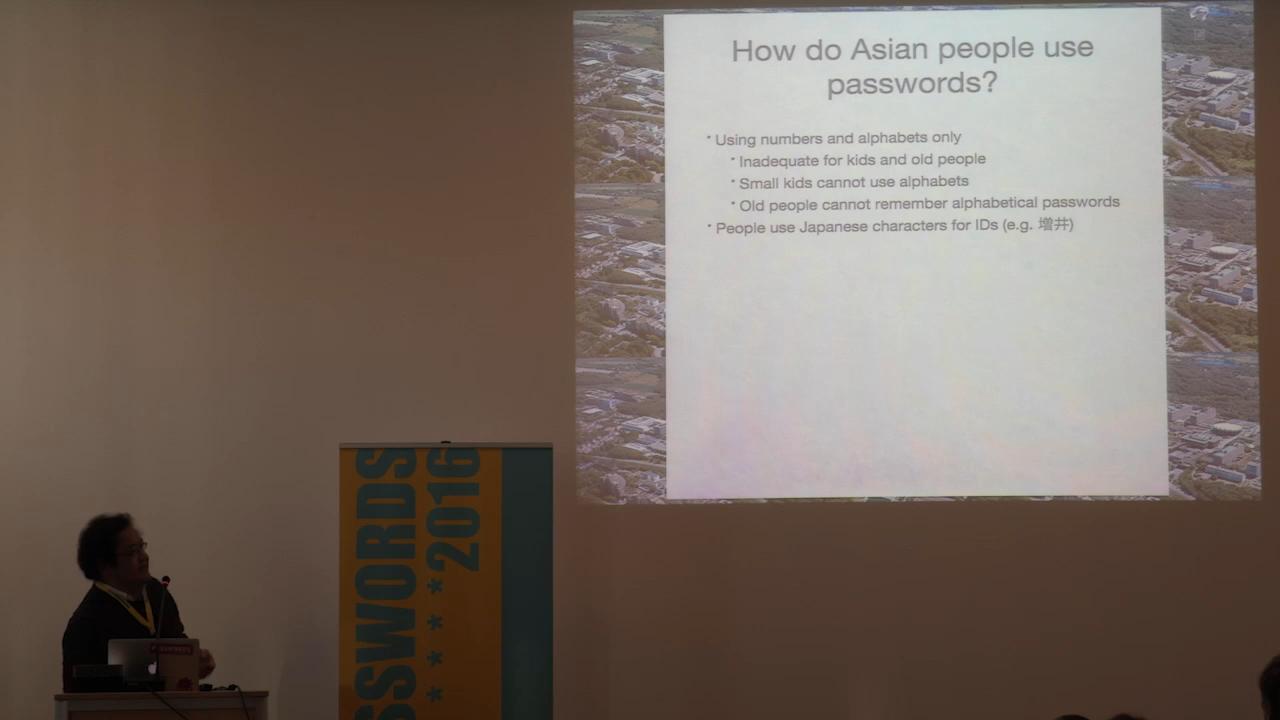 How do Asian people use
passwords?
• Using numbers and alphabets only
• Inadequate for kids and old people
• Small kids cannot use alphabets
• Old people cannot remember alphabetical passwords
• People use Japanese characters for IDs (e.g. 増井)
SSWORDS
2016
* * * *